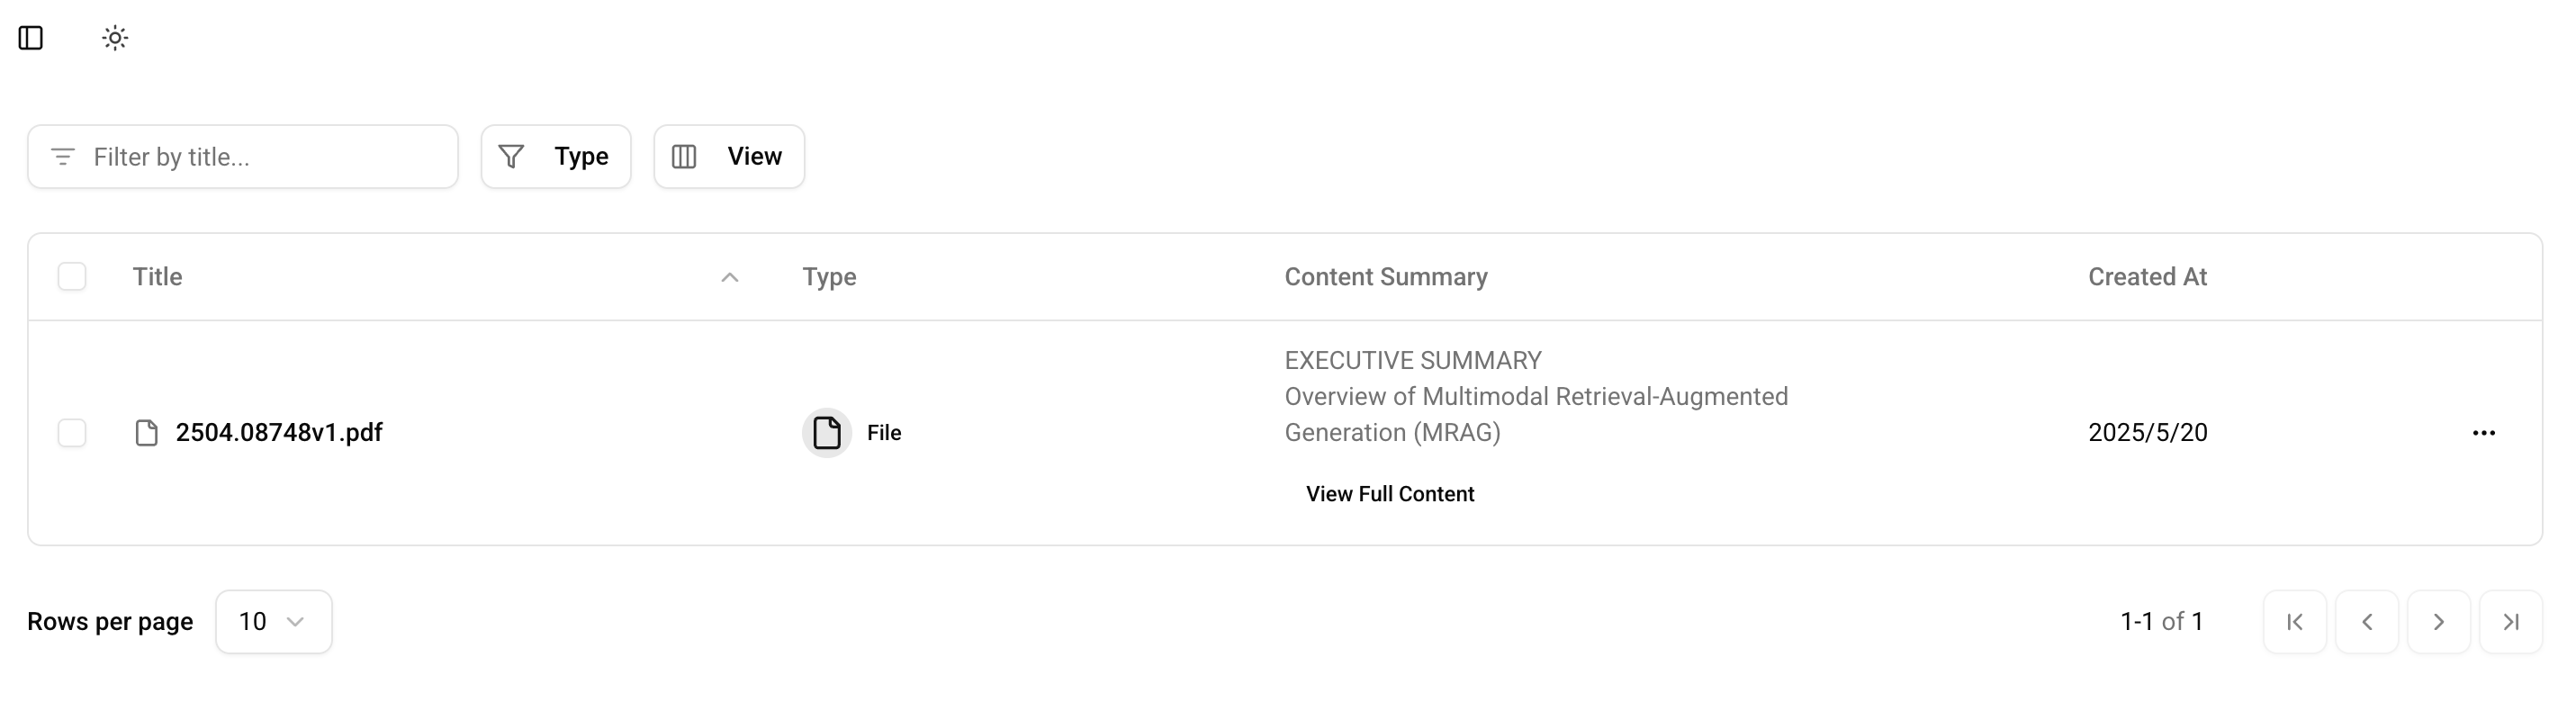 Filter by title...
Type
View
Title
Type
Content Summary
Created At
2504.08748v1.pdf
File
EXECUTIVE SUMMARY
Overview of Multimodal Retrieval-Augmented
Generation (MRAG)
View Full Content
2025/5/20
Rows per page
10
1-1 of 1